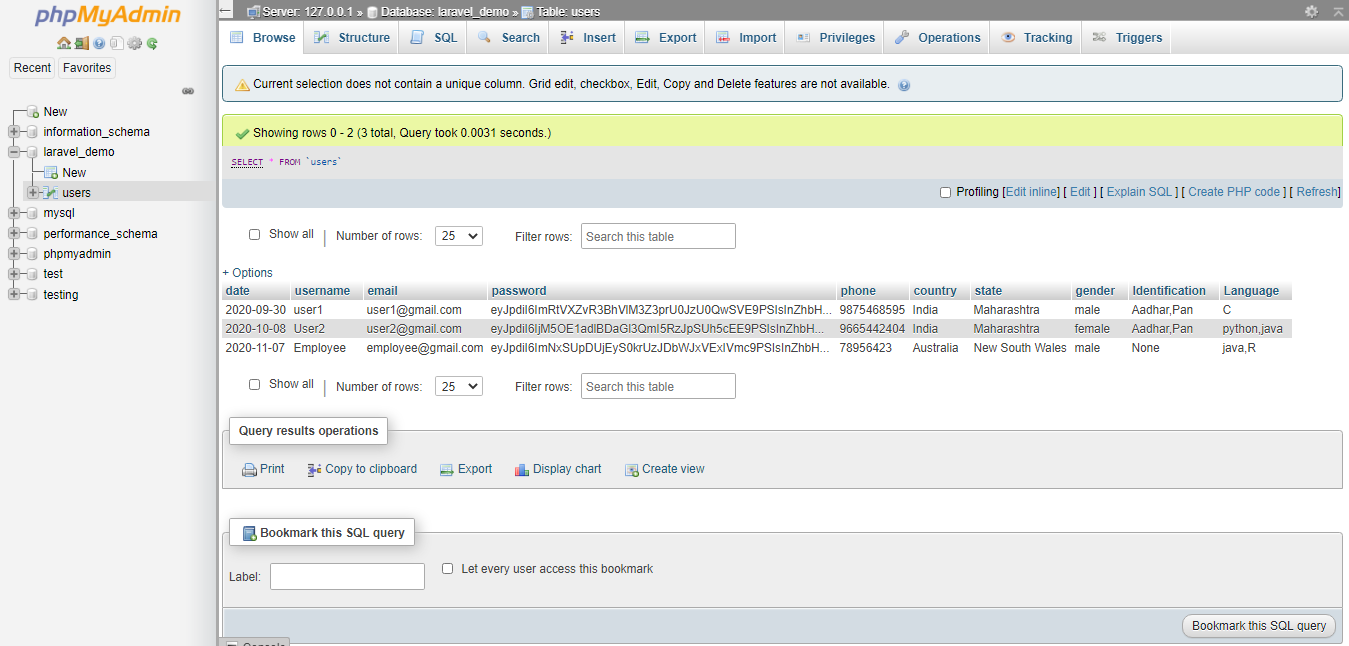 phpMyAdmin
Recent Favorites
New
information_schema
laravel_demo
New
users
mysql
performance_schema
phpmyadmin
test
testing
Server: 127.0.0.1 » Database: laravel_demo » Table: users
Browse Structure SQL Search Insert Export Import Privileges Operations Tracking Triggers
Current selection does not contain a unique column. Grid edit, checkbox, Edit, Copy and Delete features are not available.
Showing rows 0 - 2 (3 total, Query took 0.0031 seconds.)
SELECT * FROM `users`
Profiling [Edit inline] [ Edit ] [ Explain SQL ] [ Create PHP code ] [ Refresh]
Show all | Number of rows: 25 Filter rows: Search this table
+ Options
date username email password phone country state gender Identification Language
2020-09-30 user1 user1@gmail.com 9875468595 India Maharashtra male Aadhar,Pan C
2020-10-08 User2 user2@gmail.com 9665442404 India Maharashtra female Aadhar,Pan python,java
2020-11-07 Employee employee@gmail.com 78956423 Australia New South Wales male None java,R
Show all | Number of rows: 25 Filter rows: Search this table
Query results operations
Print Copy to clipboard Export Display chart Create view
Bookmark this SQL query
Label: Let every user access this bookmark
Bookmark this SQL query
Console